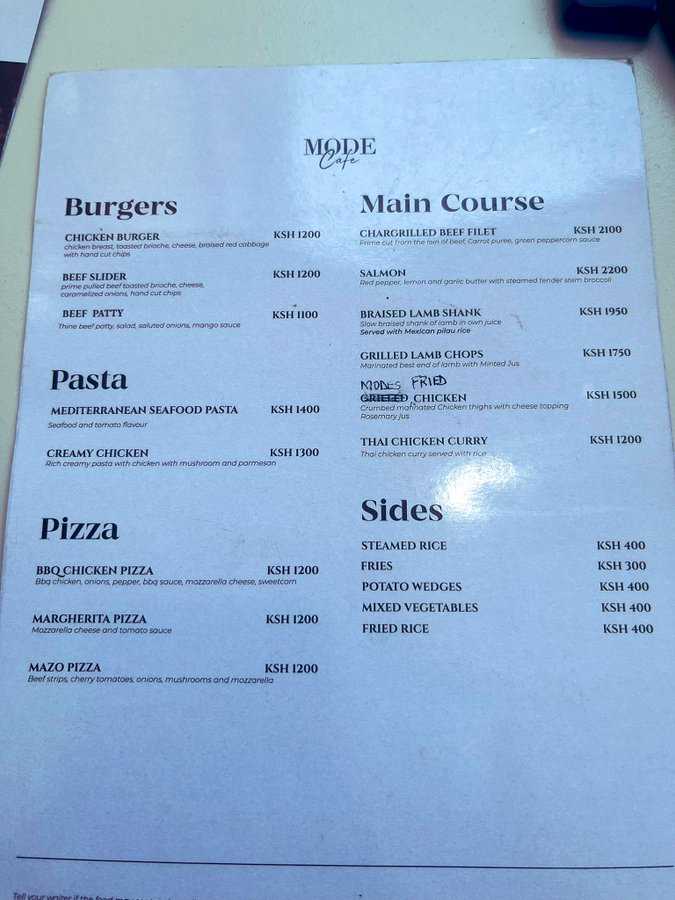 MODE
Cafe
Burgers
CHICKEN BURGER KSH 1200
chicken breast, toasted brioche, cheese, braised red cabbage
with hand cut chips
BEEF SLIDER KSH 1200
prime pulled beef toasted brioche, cheese,
caramelized onions, hand cut chips
BEEF PATTY KSH 1100
Thine beef patty, salad, saluted onions, mango sauce
Pasta
MEDITERRANEAN SEAFOOD PASTA KSH 1400
Seafood and tomato flavour
CREAMY CHICKEN KSH 1300
Rich creamy pasta with chicken with mushroom and parmesan
Pizza
BBQ CHICKEN PIZZA KSH 1200
Bbq chicken, onions, pepper, bbq sauce, mozzarella cheese, sweetcorn
MARGHERITA PIZZA KSH 1200
Mozzarella cheese and tomato sauce
MAZO PIZZA KSH 1200
Beef strips, cherry tomatoes, onions, mushrooms and mozzarella
Main Course
CHARGRILLED BEEF FILET KSH 2100
Prime cut from the loin of beef, Carrot puree, green peppercorn sauce
SALMON KSH 2200
Red pepper, lemon and garlic butter with steamed tender stem broccoli
BRAISED LAMB SHANK KSH 1950
Slow braised shank of lamb in own juice
Served with Mexican pilau rice
GRILLED LAMB CHOPS KSH 1750
Marinated best end of lamb with Minted Jus
MODES FRIED
GRILLED CHICKEN KSH 1500
Crumbed marinated Chicken thighs with cheese topping
Rosemary jus
THAI CHICKEN CURRY KSH 1200
Thai chicken curry served with rice
Sides
STEAMED RICE KSH 400
FRIES KSH 300
POTATO WEDGES KSH 400
MIXED VEGETABLES KSH 400
FRIED RICE KSH 400
Tell your waiter if the food